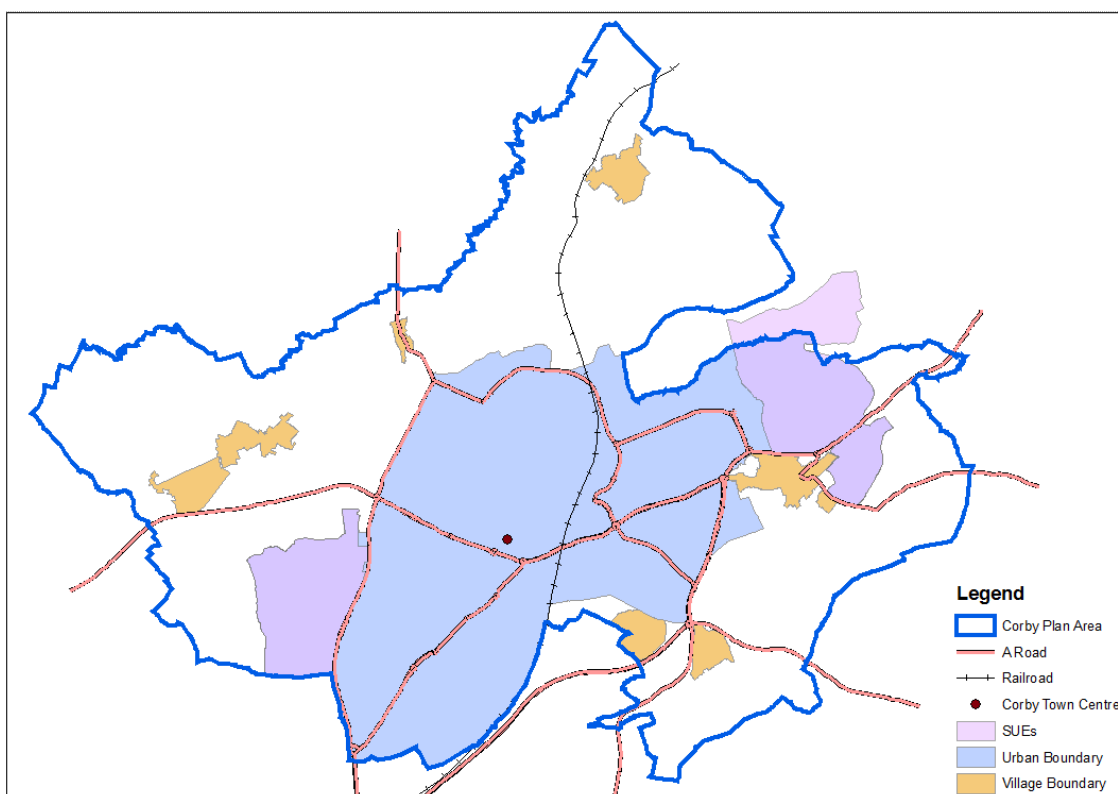 Legend
Corby Plan Area
A Road
Railroad
Corby Town Centre
SUEs
Urban Boundary
Village Boundary